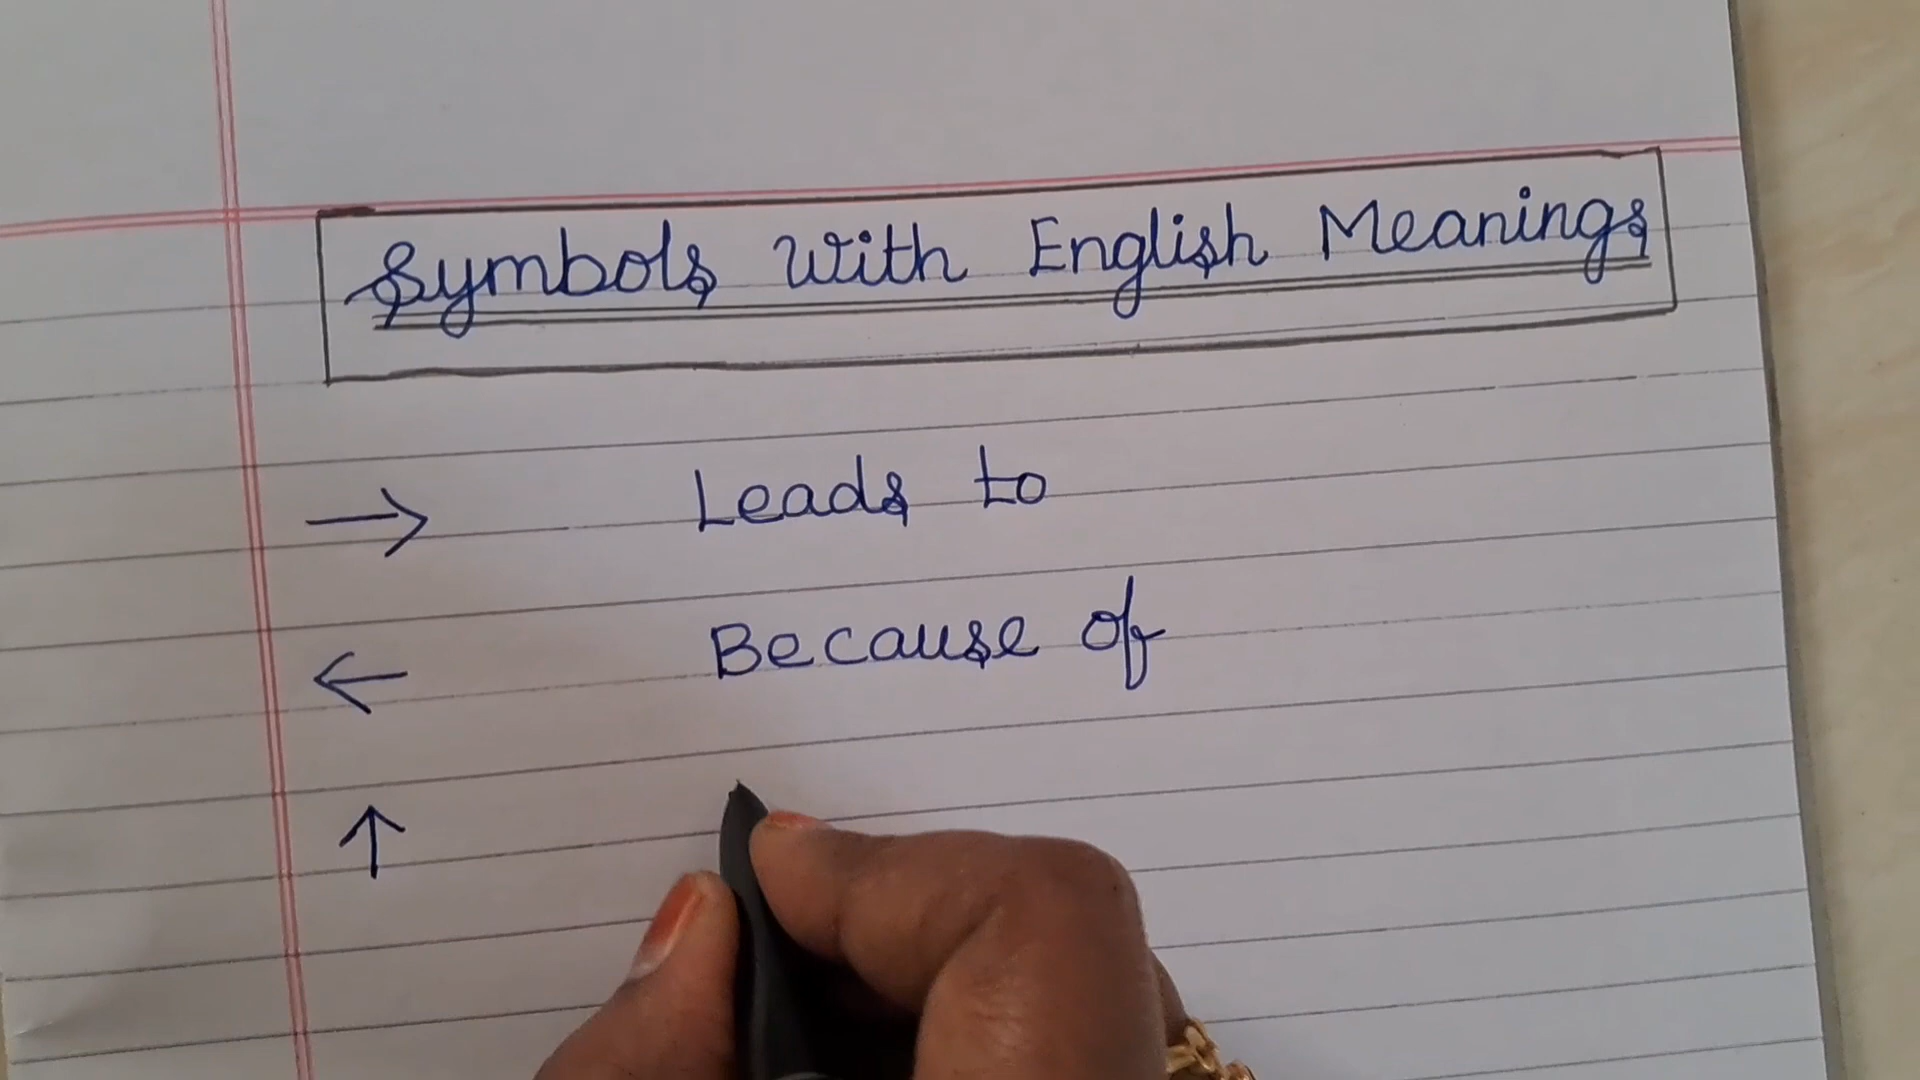 Symbols With English Meanings
→ Leads to
← Because of
↑